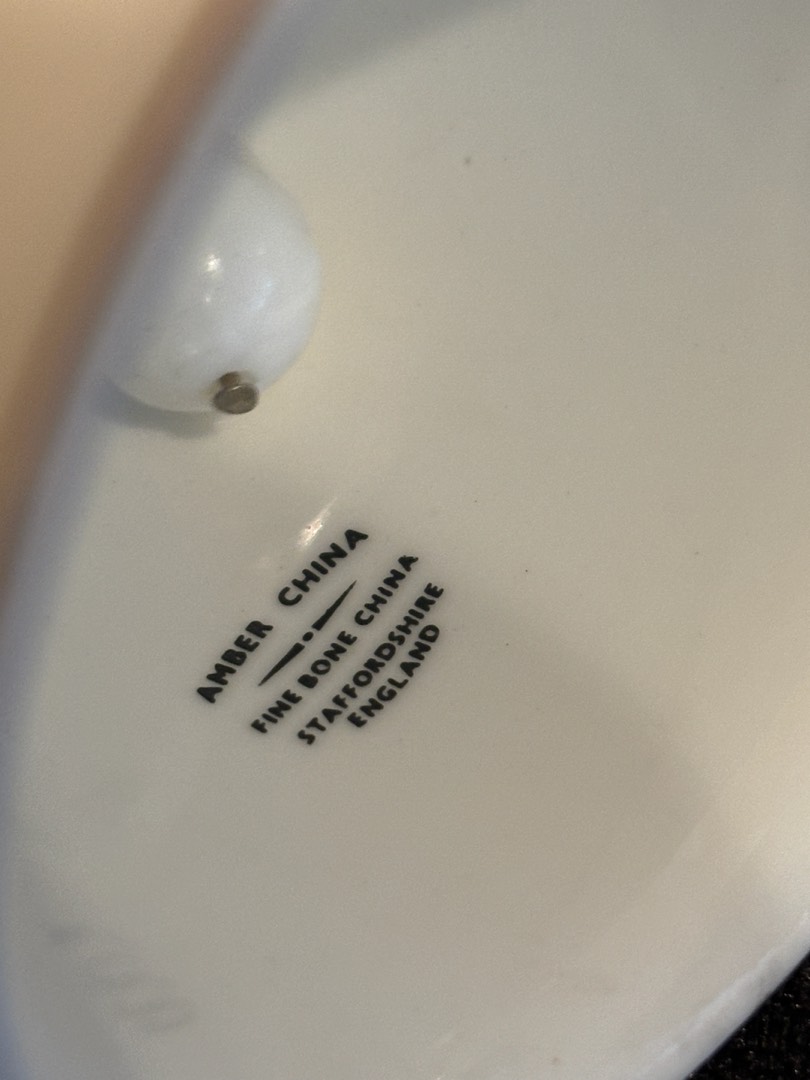 AMBER CHINA
FINE BONE CHINA
STAFFORDSHIRE
ENGLAND